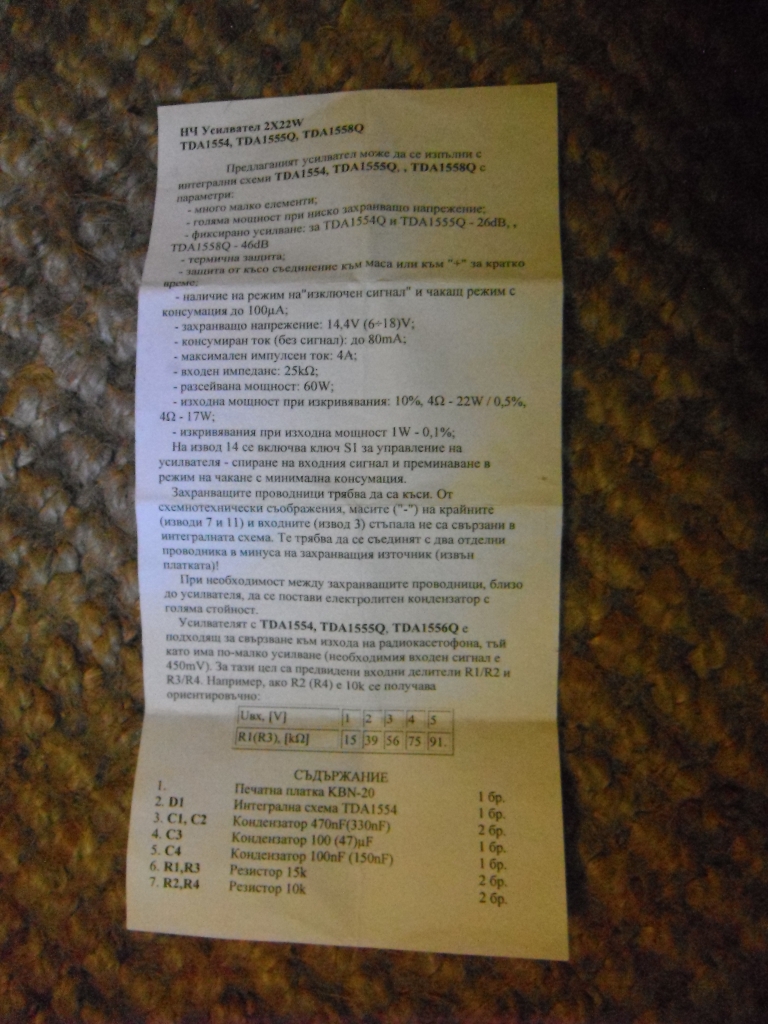 НЧ Усилвател 2X22W
TDA1554, TDA1555Q, TDA1558Q
Предлаганият усилвател може да се изпълни с
интегрални схеми TDA1554, TDA1555Q, , TDA1558Q с
параметри:
- много малко елементи;
- голяма мощност при ниско захранващо напрежение;
- фиксирано усилване: за TDA1554Q и TDA1555Q - 26dB, ,
TDA1558Q - 46dB
- термична защита;
- защита от късо съединение към маса или към "+" за кратко
време;
- наличие на режим на"изключен сигнал" и чакащ режим с
консумация до 100μA;
- захранващо напрежение: 14,4V (6÷18)V;
- консумиран ток (без сигнал): до 80mA;
- максимален импулсен ток: 4A;
- входен импеданс: 25kΩ;
- разсейвана мощност: 60W;
- изходна мощност при изкривявания: 10%, 4Ω - 22W / 0,5%,
4Ω - 17W;
- изкривявания при изходна мощност 1W - 0,1%;
На извод 14 се включва ключ S1 за управление на
усилвателя - спиране на входния сигнал и преминаване в
режим на чакане с минимална консумация.
Захранващите проводници трябва да са къси. От
схемнотехнически съображения, масите ("-") на крайните
(изводи 7 и 11) и входните (извод 3) стъпала не са свързани в
интегралната схема. Те трябва да се съединят с два отделни
проводника в минуса на захранващия източник (извън
платката)!
При необходимост между захранващите проводници, близо
до усилвателя, да се постави електролитен кондензатор с
голяма стойност.
Усилвателят с TDA1554, TDA1555Q, TDA1556Q е
подходящ за свързване към изхода на радиокасетофона, тъй
като има по-малко усилване (необходимия входен сигнал е
450mV). За тази цел са предвидени входни делители R1/R2 и
R3/R4. Например, ако R2 (R4) е 10k се получава
ориентировъчно:
Uвх, [V] 1 2 3 4 5
R1(R3), [kΩ] 15 39 56 75 91.
СЪДЪРЖАНИЕ
1. Печатна платка KBN-20 1 бр.
2. D1 Интегрална схема TDA1554 1 бр.
3. C1, C2 Кондензатор 470nF(330nF) 2 бр.
4. C3 Кондензатор 100 (47)μF 1 бр.
5. C4 Кондензатор 100nF (150nF) 1 бр.
6. R1,R3 Резистор 15k 2 бр.
7. R2,R4 Резистор 10k 2 бр.